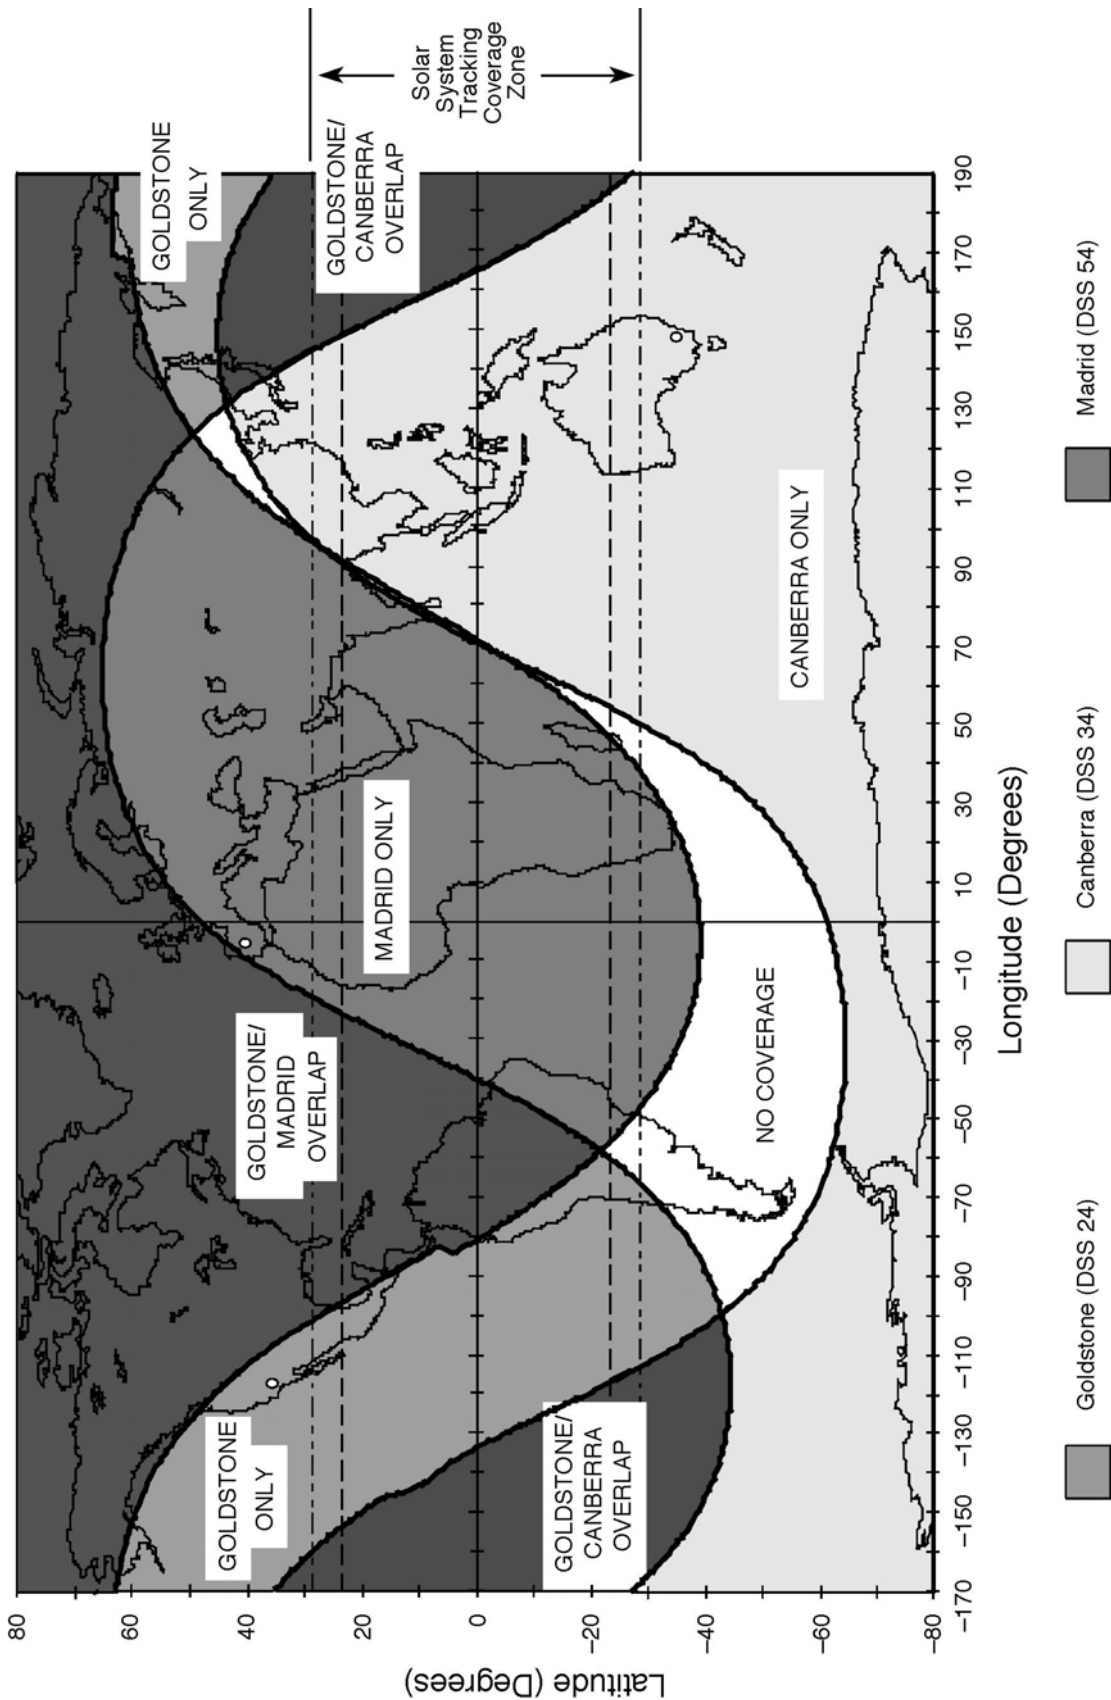 80
60
40
20
0
−20
−40
−60
−80
Latitude (Degrees)
−170
−150
−130
−110
−90
−70
−50
−30
−10
10
30
50
70
90
110
130
150
170
190
Longitude (Degrees)
GOLDSTONE
ONLY
GOLDSTONE/
CANBERRA
OVERLAP
GOLDSTONE/
MADRID
OVERLAP
NO COVERAGE
MADRID ONLY
CANBERRA ONLY
GOLDSTONE
ONLY
GOLDSTONE/
CANBERRA
OVERLAP
Solar
System
Tracking
Coverage
Zone
Goldstone (DSS 24)
Canberra (DSS 34)
Madrid (DSS 54)